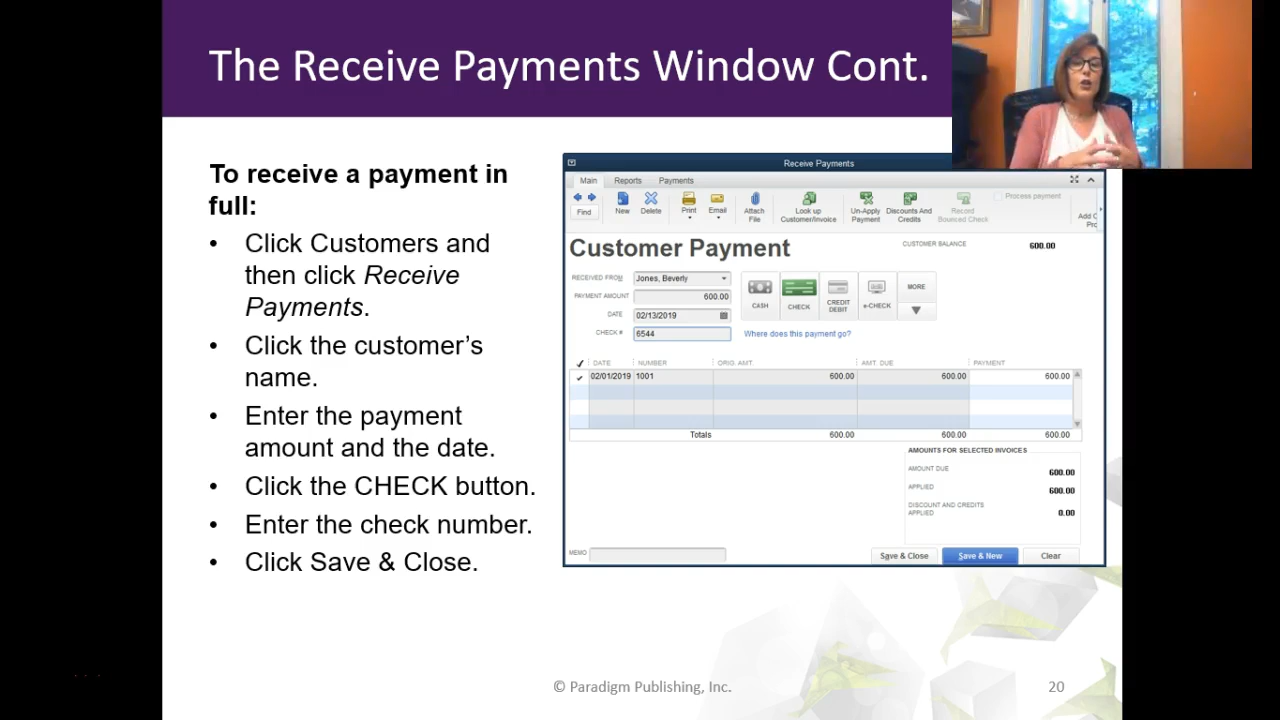 The Receive Payments Window Cont.
To receive a payment in
full:
• Click Customers and
then click Receive
Payments.
• Click the customer's
name.
• Enter the payment
amount and the date.
• Click the CHECK button.
• Enter the check number.
• Click Save & Close.
Receive Payments
Main Reports Payments
Find New Delete Print Email Attach File Look up Customer/Invoice Un-Apply Payment Discounts And Credits Record Bounced Check Process payment Add C
Customer Payment
CUSTOMER BALANCE 600.00
RECEIVED FROM Jones, Beverly
PAYMENT AMOUNT 600.00
DATE 02/13/2019
CHECK # 6544
CASH CHECK CREDIT DEBIT e-CHECK MORE
Where does this payment go?
DATE NUMBER ORIG. AMT. AMT. DUE PAYMENT
02/01/2019 1001 600.00 600.00 600.00
Totals 600.00 600.00 600.00
AMOUNTS FOR SELECTED INVOICES
AMOUNT DUE 600.00
APPLIED 600.00
DISCOUNT AND CREDITS
APPLIED 0.00
MEMO
Save & Close Save & New Clear
© Paradigm Publishing, Inc. 20